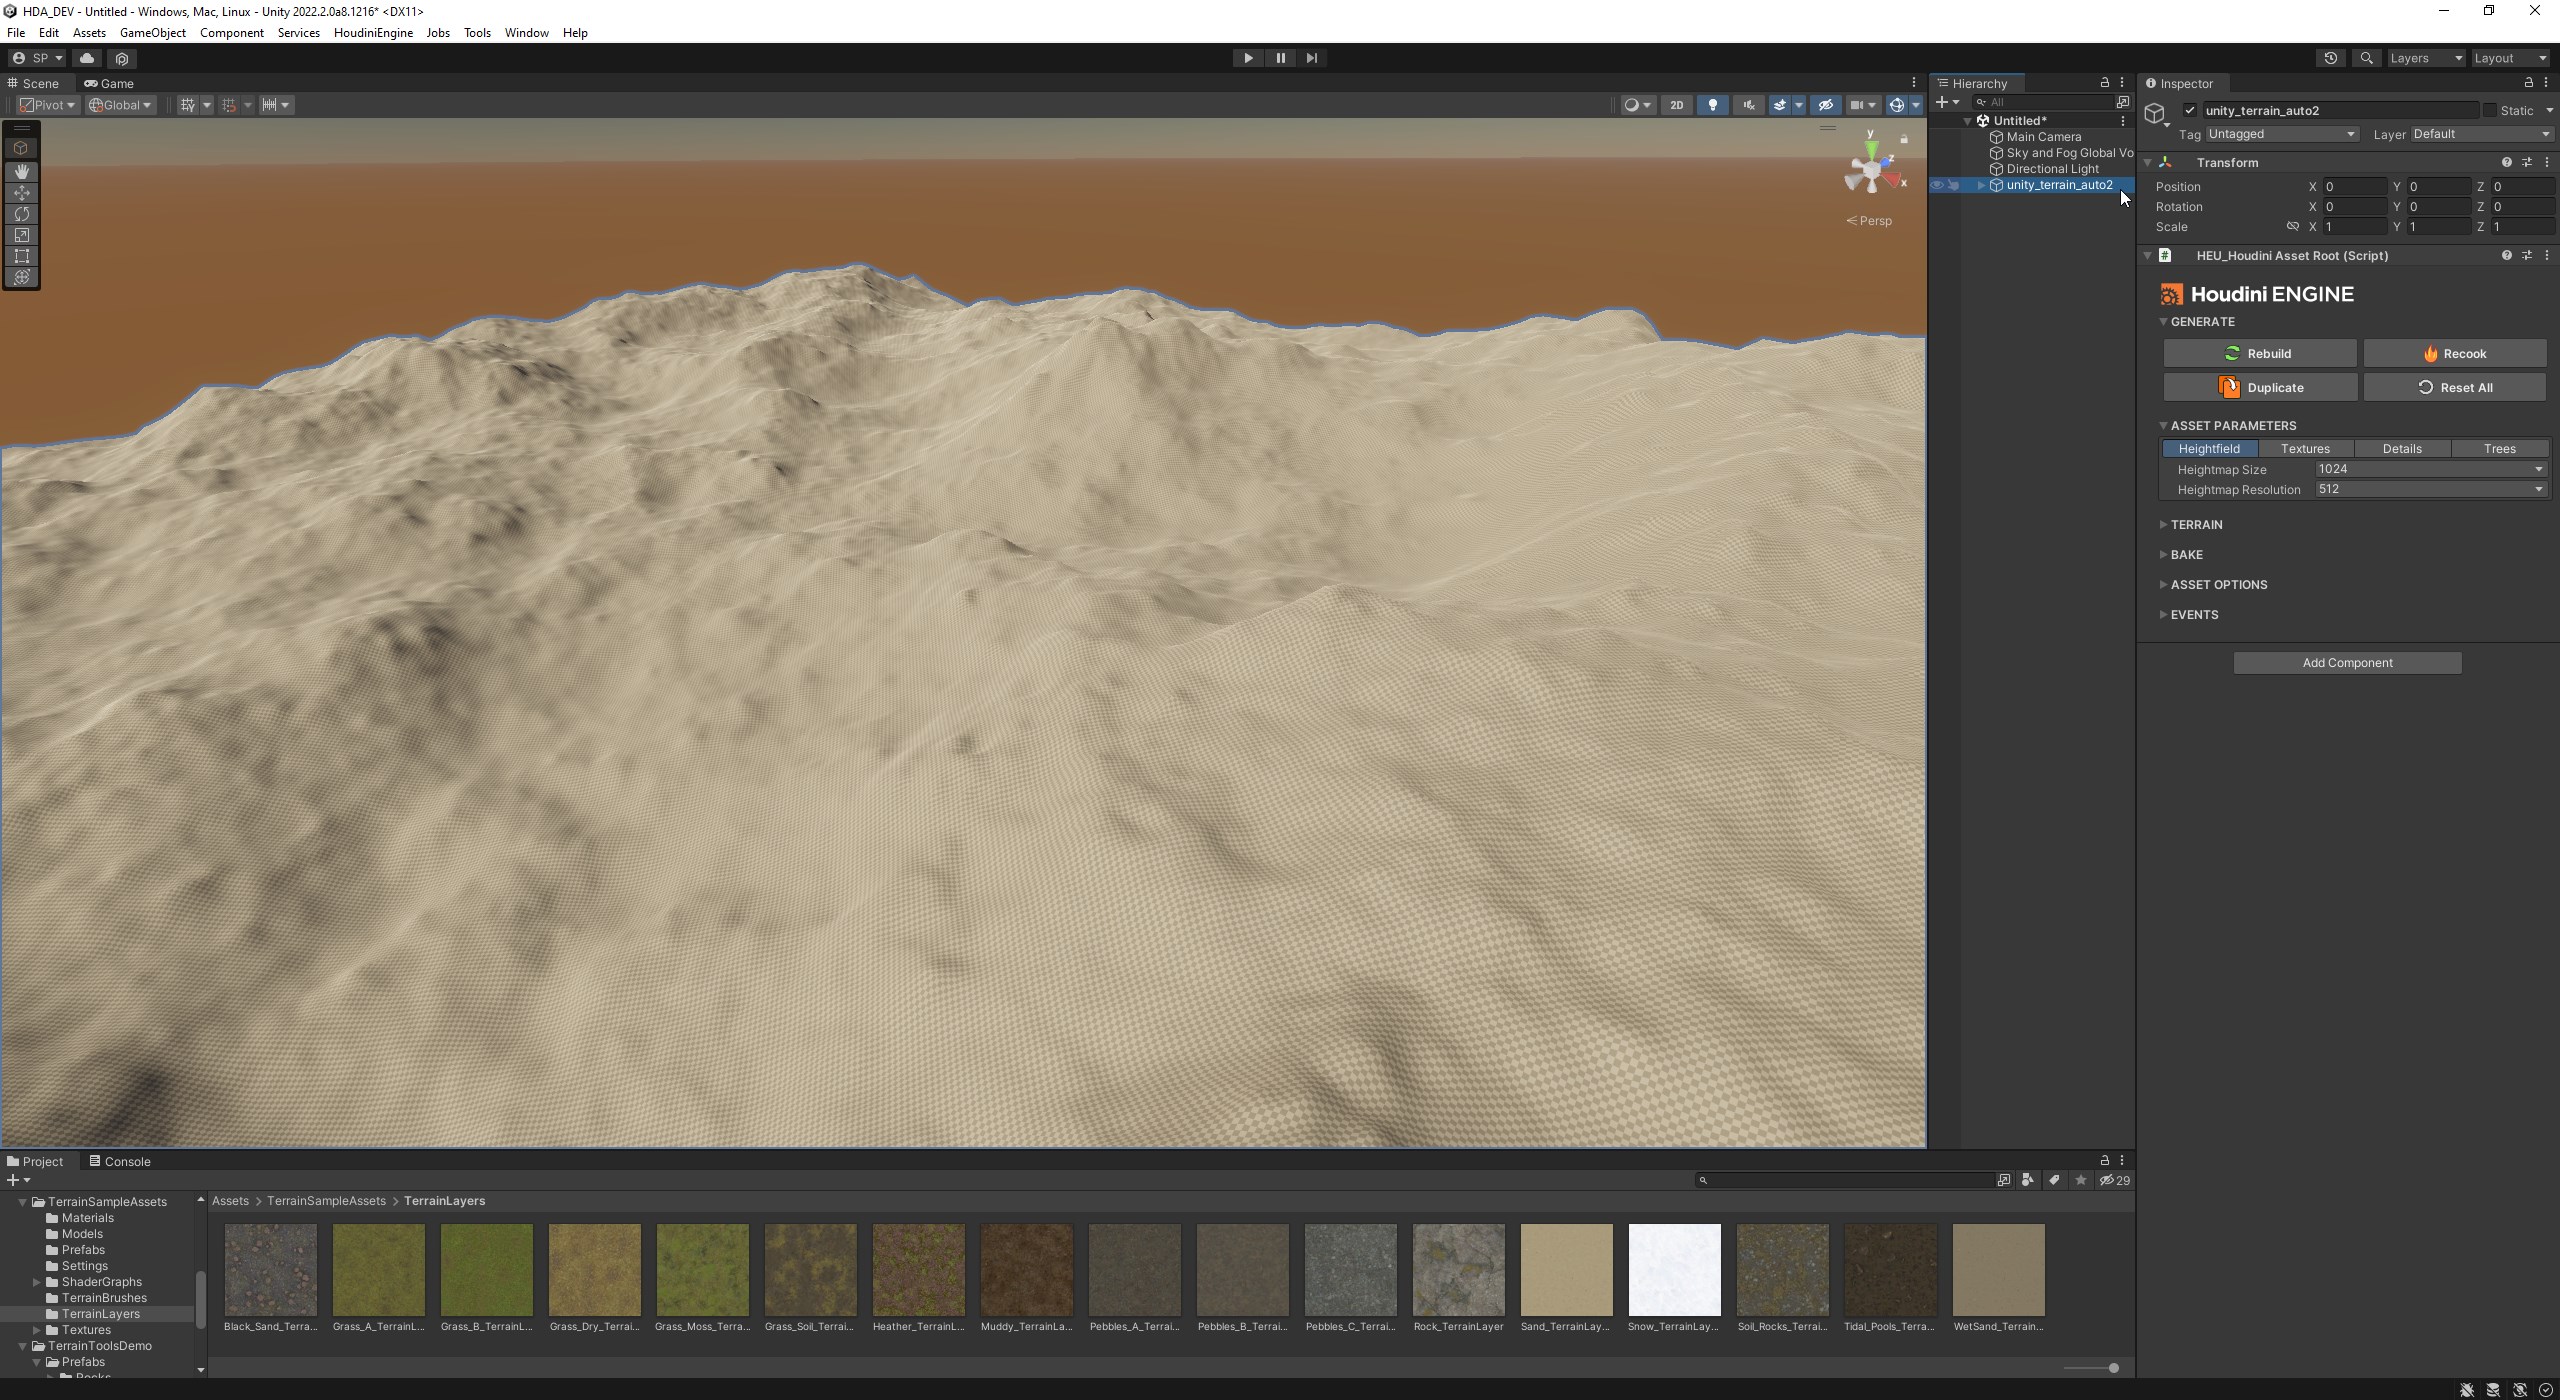 HDA_DEV - Untitled - Windows, Mac, Linux - Unity 2022.2.0a8.1216* <DX11>
File Edit Assets GameObject Component Services HoudiniEngine Jobs Tools Window Help
SP Layers Layout
Scene Game
Pivot Global 2D
y
z
x
Persp
Hierarchy
All
Untitled*
Main Camera
Sky and Fog Global Vo
Directional Light
unity_terrain_auto2
Inspector
unity_terrain_auto2 Static
Tag Untagged Layer Default
Transform
Position X 0 Y 0 Z 0
Rotation X 0 Y 0 Z 0
Scale X 1 Y 1 Z 1
# HEU_Houdini Asset Root (Script)
Houdini ENGINE
GENERATE
Rebuild Recook
Duplicate Reset All
ASSET PARAMETERS
Heightfield Textures Details Trees
Heightmap Size 1024
Heightmap Resolution 512
TERRAIN
BAKE
ASSET OPTIONS
EVENTS
Add Component
Project Console
29
TerrainSampleAssets
Materials
Models
Prefabs
Settings
ShaderGraphs
TerrainBrushes
TerrainLayers
Textures
TerrainToolsDemo
Prefabs
Rocks
Assets > TerrainSampleAssets > TerrainLayers
Black_Sand_Terra... Grass_A_TerrainL... Grass_B_TerrainL... Grass_Dry_Terrai... Grass_Moss_Terra... Grass_Soil_Terrai... Heather_TerrainL... Muddy_TerrainLa... Pebbles_A_Terrai... Pebbles_B_Terrai... Pebbles_C_Terrai... Rock_TerrainLayer Sand_TerrainLay... Snow_TerrainLay... Soil_Rocks_Terrai... Tidal_Pools_Terra... WetSand_Terrain...